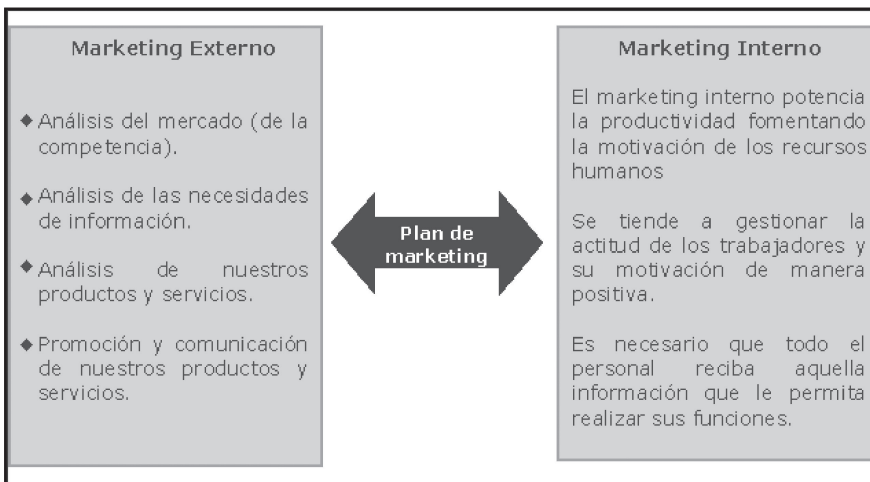 Marketing Externo
◆ Análisis del mercado (de la
competencia).
◆ Análisis de las necesidades
de información.
◆ Análisis de nuestros
productos y servicios.
◆ Promoción y comunicación
de nuestros productos y
servicios.
Plan de
marketing
Marketing Interno
El marketing interno potencia
la productividad fomentando
la motivación de los recursos
humanos
Se tiende a gestionar la
actitud de los trabajadores y
su motivación de manera
positiva.
Es necesario que todo el
personal reciba aquella
información que le permita
realizar sus funciones.